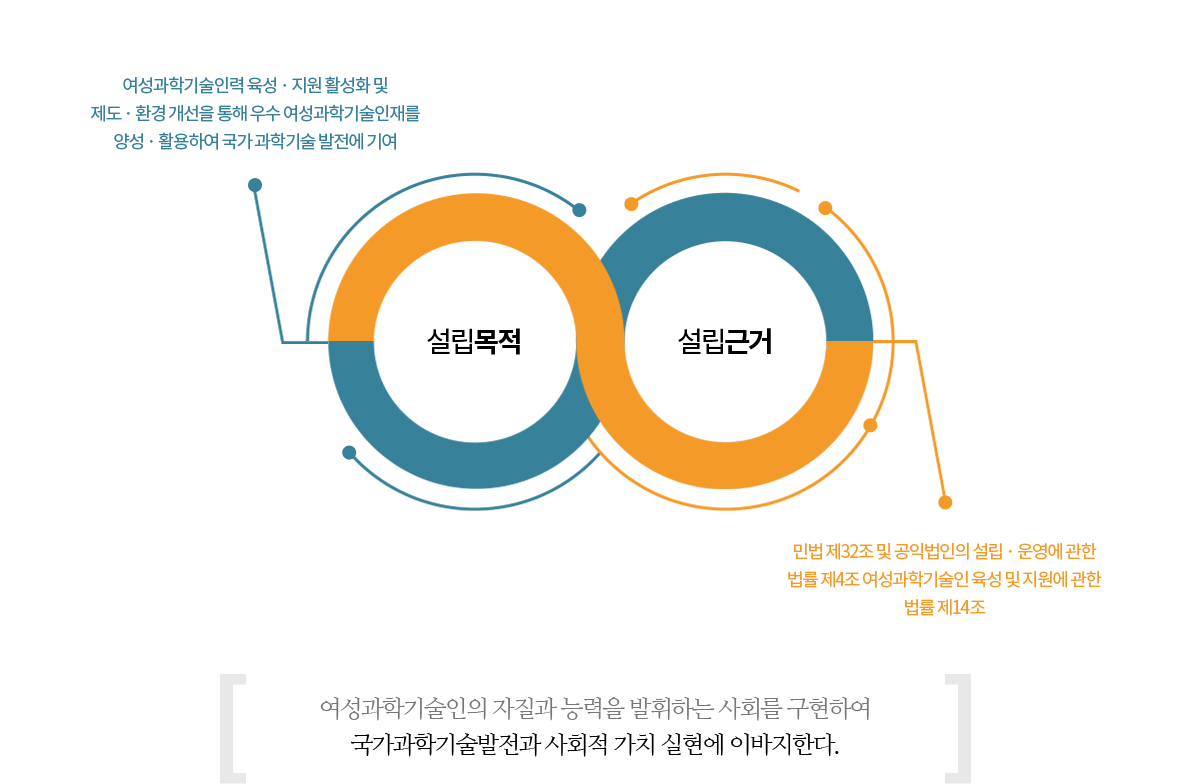 여성과학기술인력 육성 · 지원 활성화 및
제도 · 환경 개선을 통해 우수 여성과학기술인재를
양성 · 활용하여 국가 과학기술 발전에 기여
설립목적
설립근거
민법 제32조 및 공익법인의 설립 · 운영에 관한
법률 제4조 여성과학기술인 육성 및 지원에 관한
법률 제14조
여성과학기술인의 자질과 능력을 발휘하는 사회를 구현하여
국가과학기술발전과 사회적 가치 실현에 이바지한다.